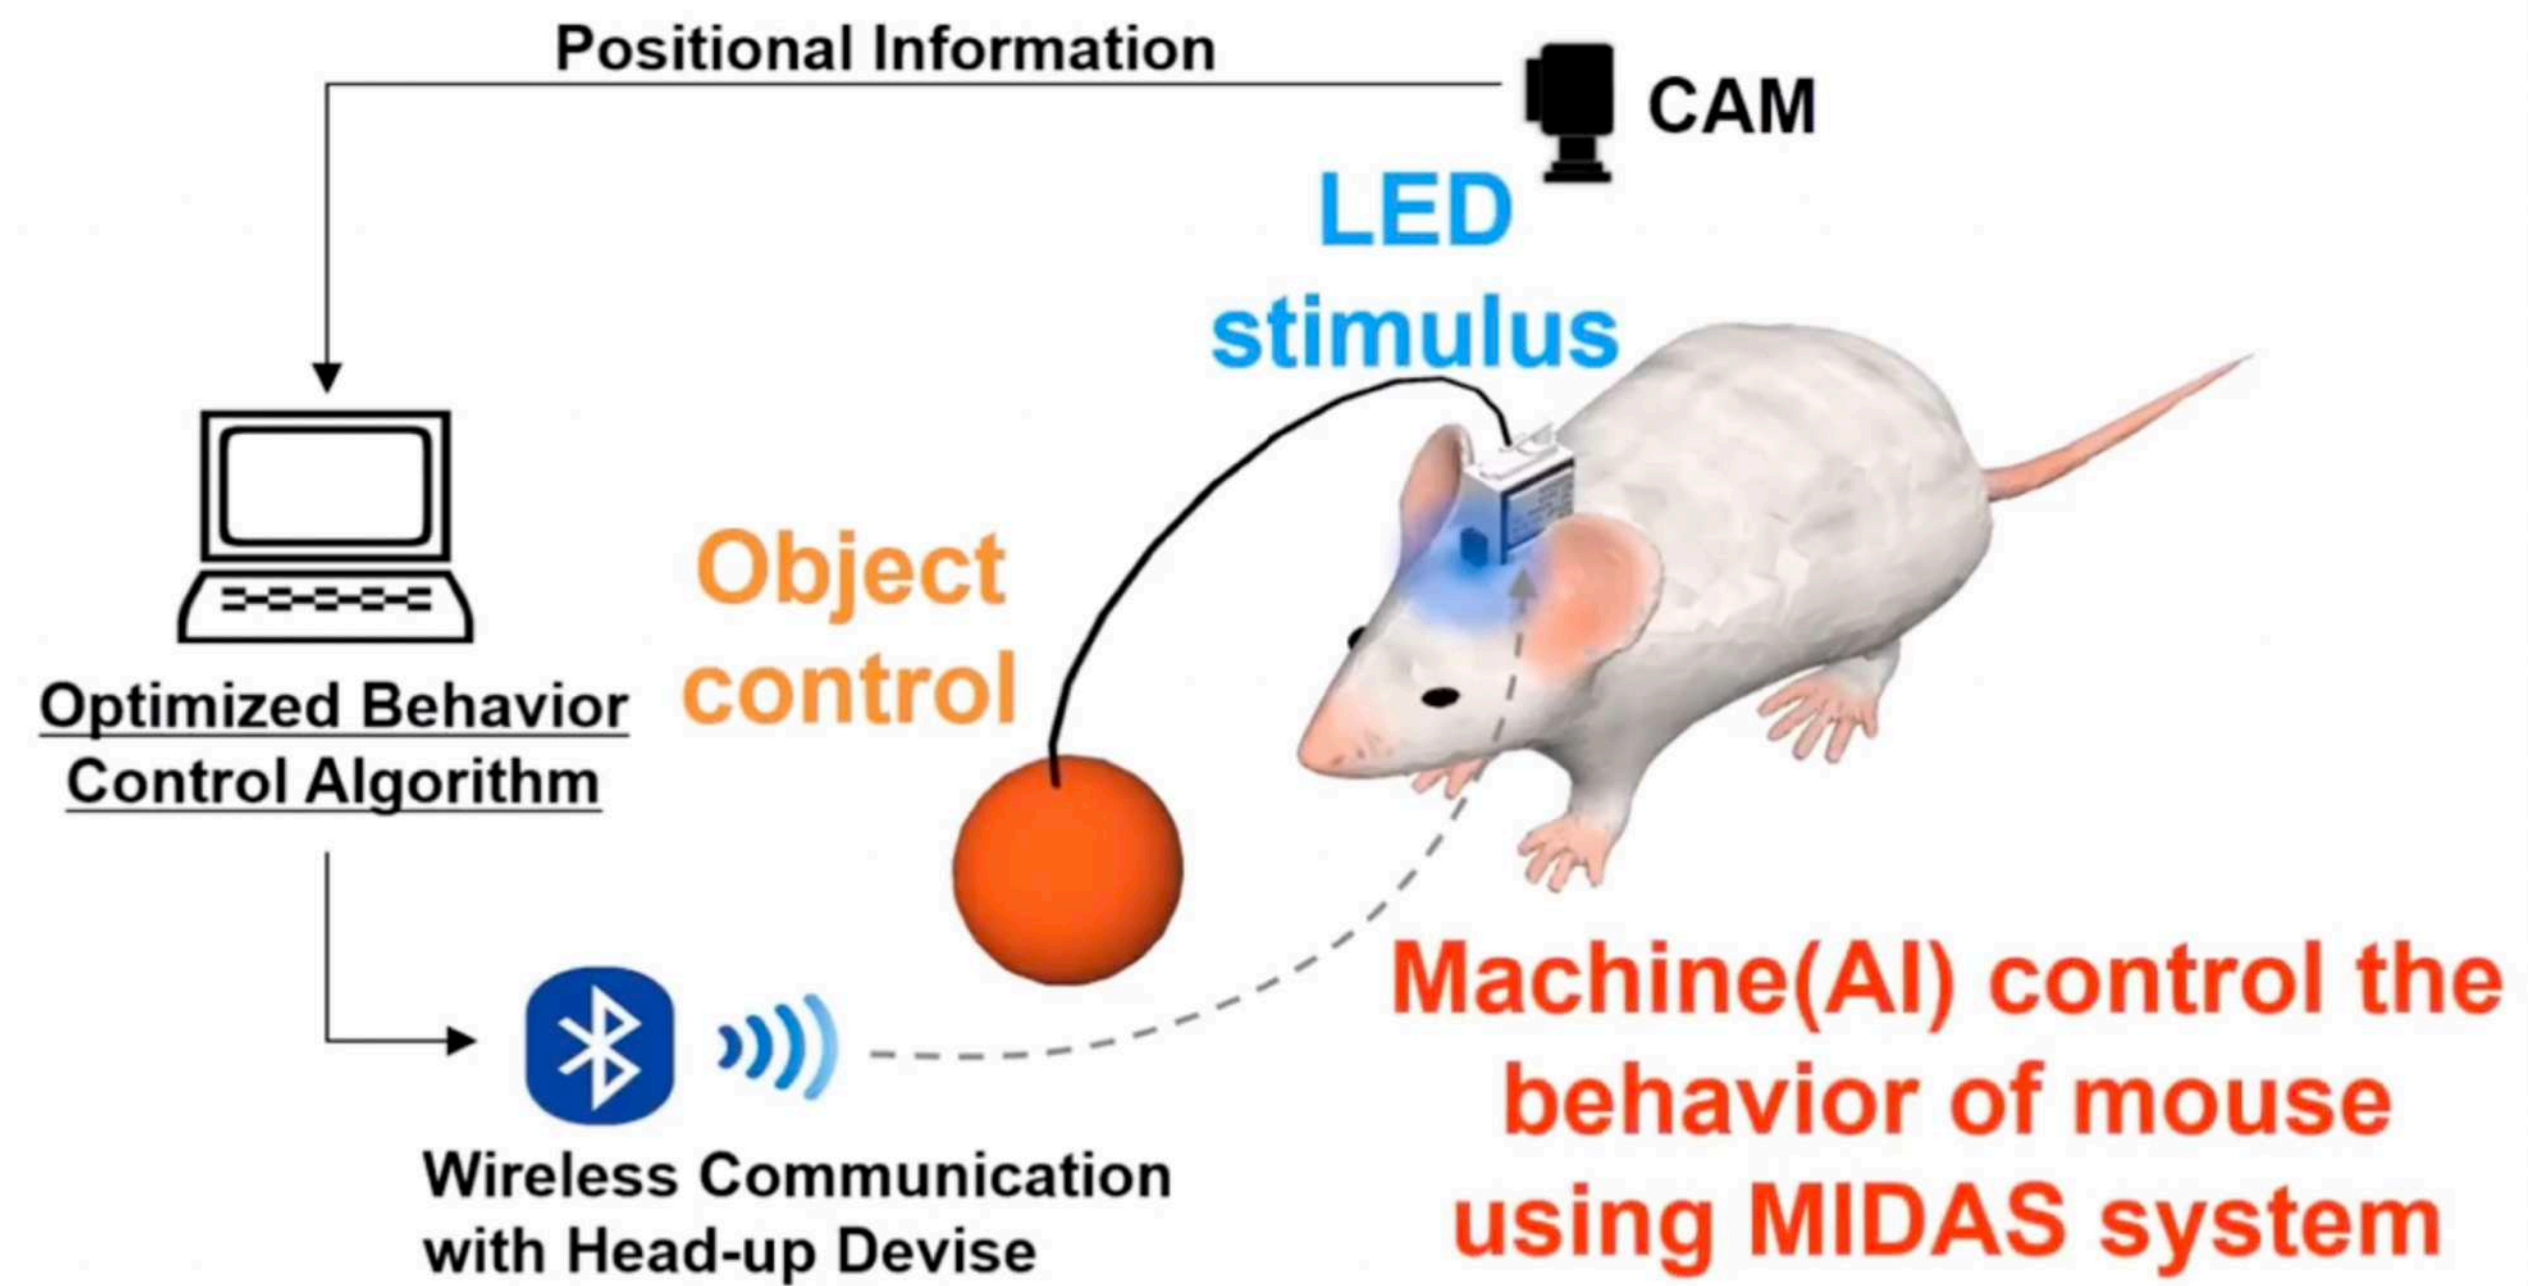 Positional Information
CAM
LED
stimulus
Object
control
Optimized Behavior
Control Algorithm
Wireless Communication
with Head-up Devise
Machine(AI) control the
behavior of mouse
using MIDAS system